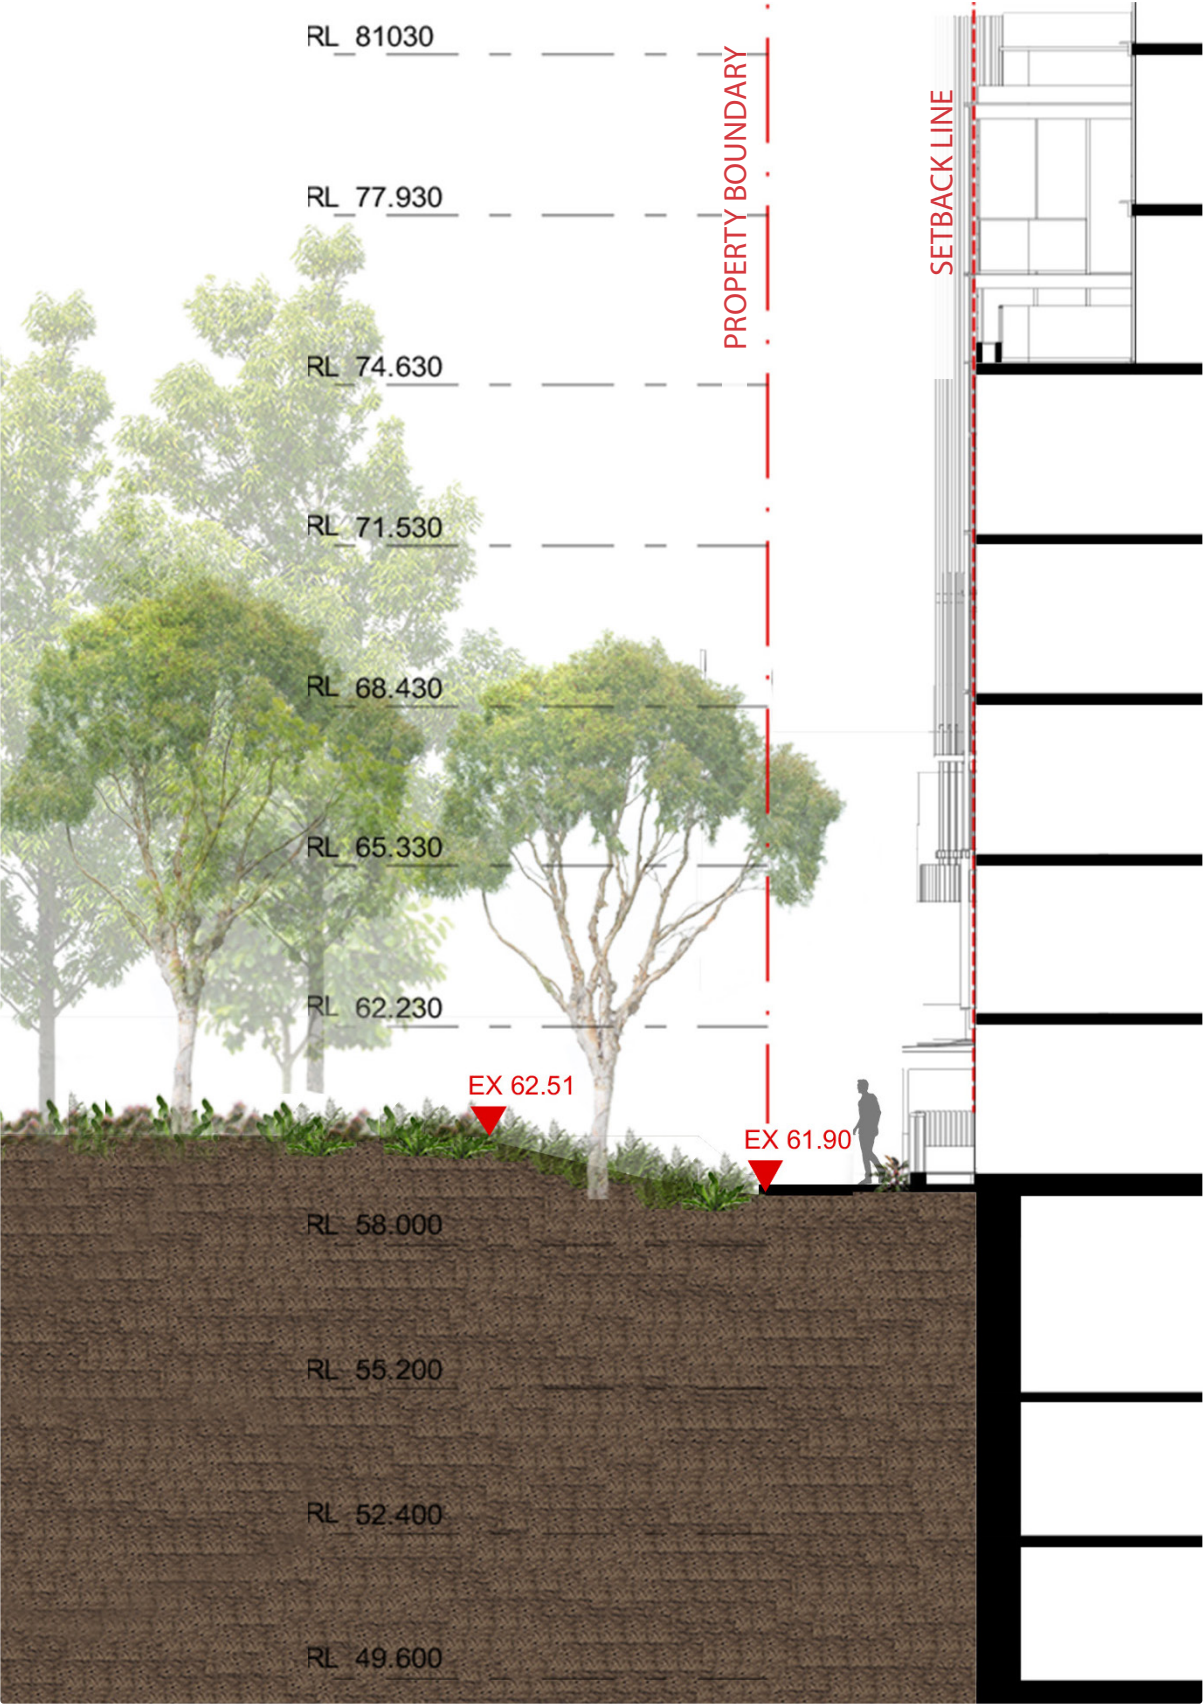 RL 81030
PROPERTY BOUNDARY
SETBACK LINE
RL 77.930
RL 74.630
RL 71.530
RL 68.430
RL 65.330
RL 62.230
EX 62.51
EX 61.90
RL 58.000
RL 55.200
RL 52.400
RL 49.600